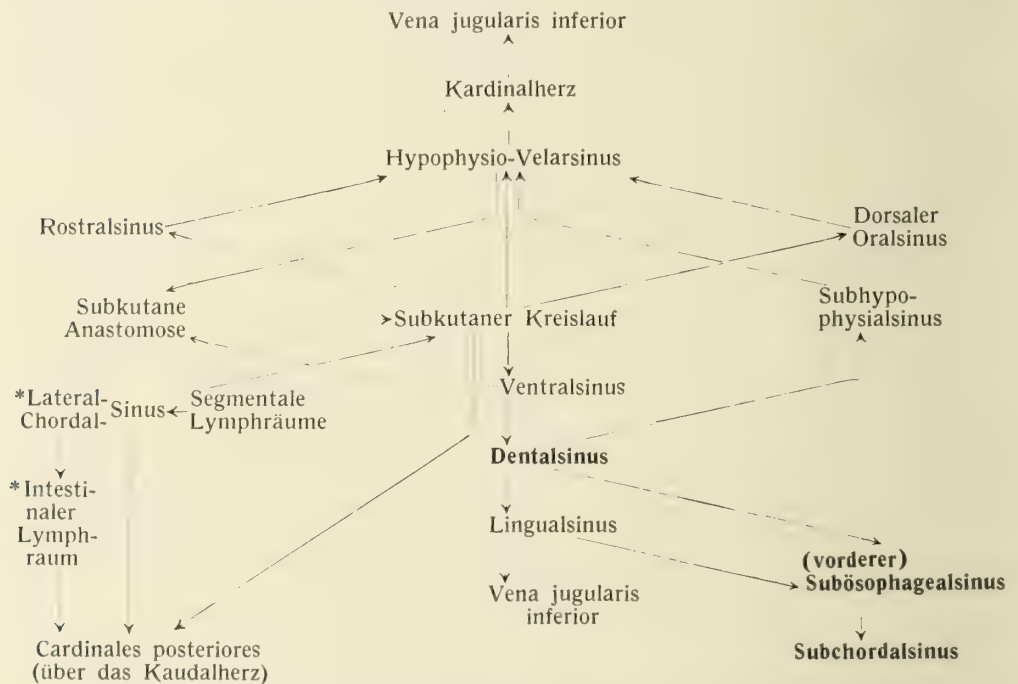 Vena jugularis inferior
Kardinalherz
Hypophysio-Velarsinus
Rostralsinus
Dorsaler
Oralsinus
Subkutane
Anastomose
Subkutaner Kreislauf
Subhypo-
physialsinus
Ventralsinus
*Lateral-
Chordal-
Sinus
Segmentale
Lymphräume
Dentalsinus
*Intesti-
naler
Lymph-
raum
Lingualsinus
(vorderer)
Subösophagealsinus
Vena jugularis
inferior
Cardinales posteriores
(über das Kaudalherz)
Subchordalsinus